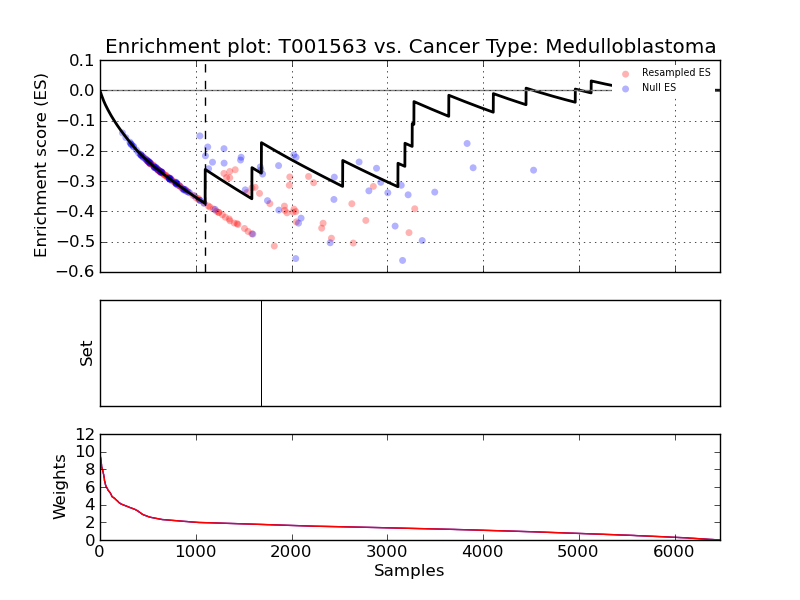 Enrichment plot: T001563 vs. Cancer Type: Medulloblastoma
Enrichment score (ES)
0.1
0.0
−0.1
−0.2
−0.3
−0.4
−0.5
−0.6
Resampled ES
Null ES
Set
Weights
12
10
8
6
4
2
0
0 1000 2000 3000 4000 5000 6000
Samples